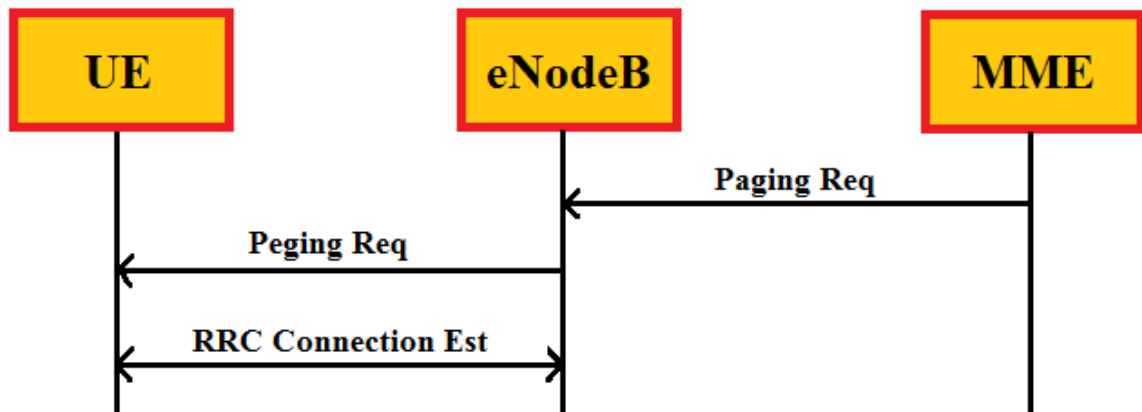 UE
eNodeB
MME
Paging Req
Peging Req
RRC Connection Est